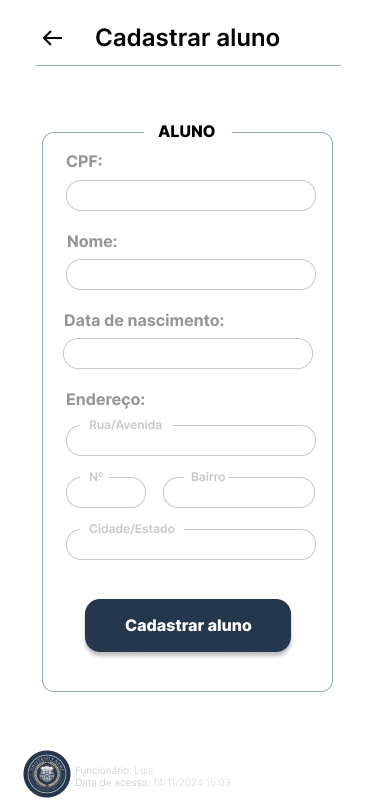 Cadastrar aluno
ALUNO
CPF:
Nome:
Data de nascimento:
Endereço:
Rua/Avenida
Nº
Bairro
Cidade/Estado
Cadastrar aluno
Funcionário: Luis
Data de acesso: 14/11/2024 15:03